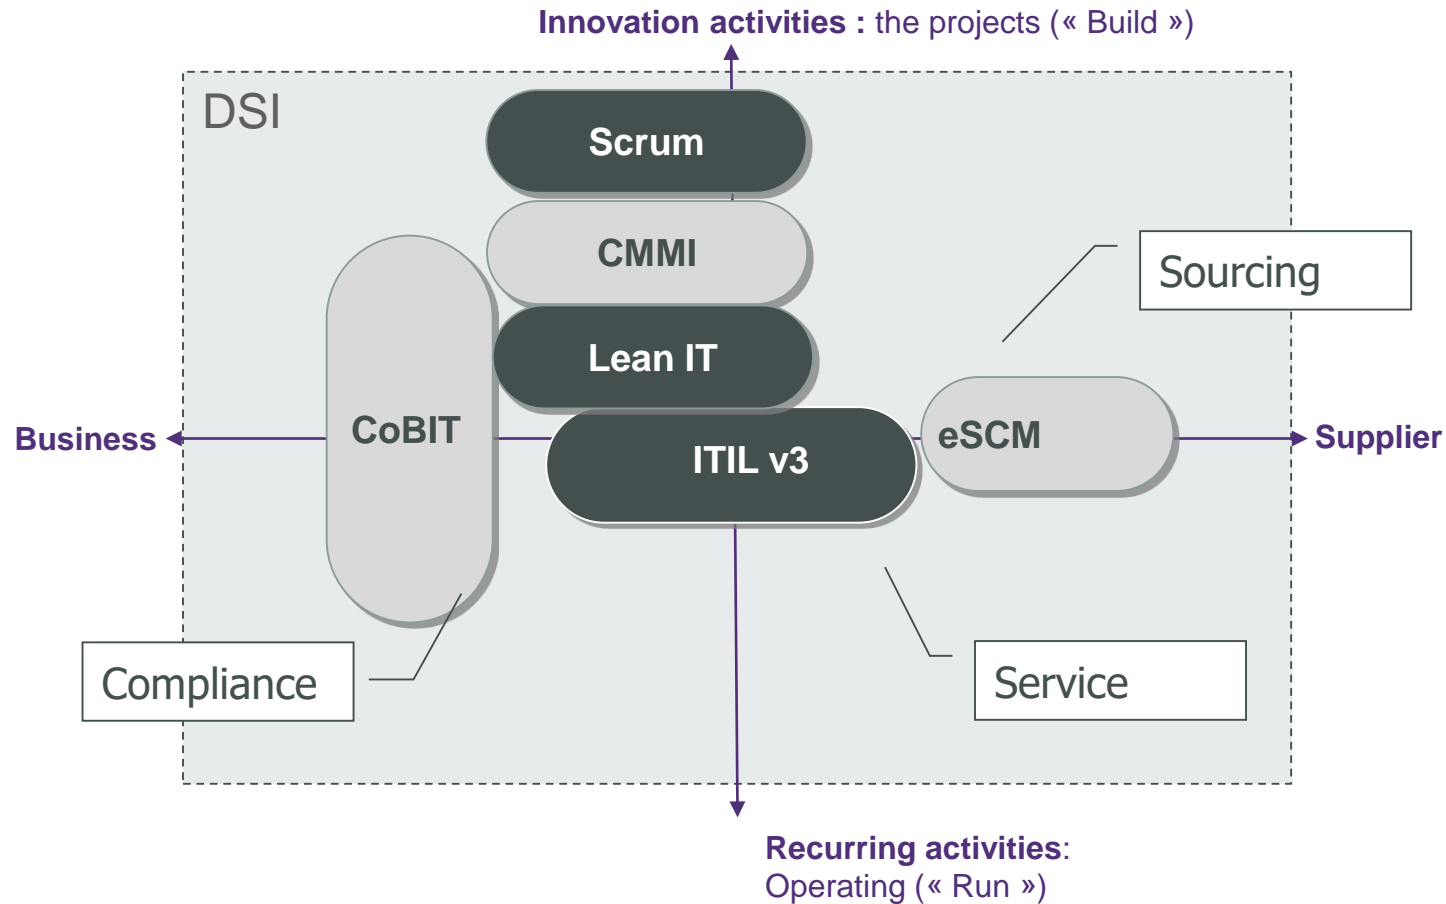 Innovation activities : the projects (« Build »)
DSI
Scrum
CMMI
Sourcing
Lean IT
CoBIT
eSCM
Business
Supplier
ITIL v3
Compliance
Service
Recurring activities:
Operating (« Run »)